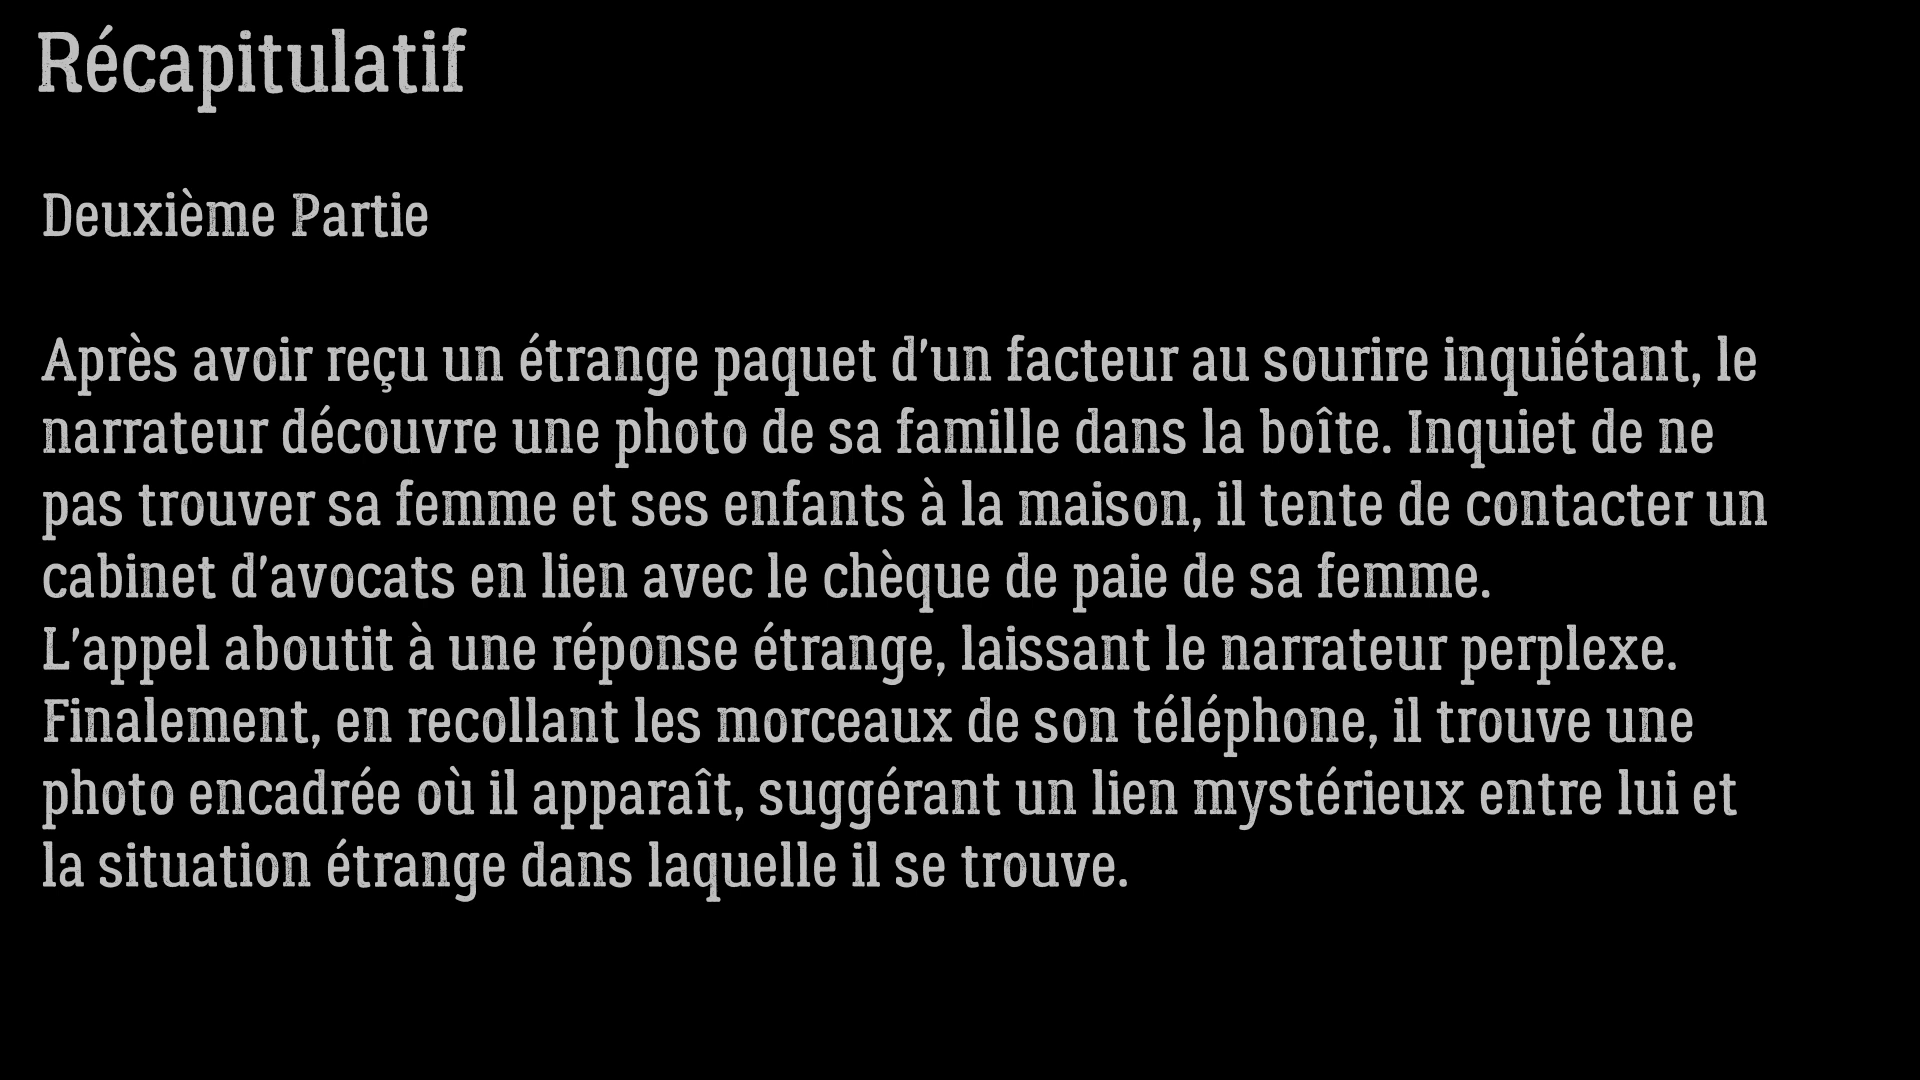 Récapitulatif
Deuxième Partie
Après avoir reçu un étrange paquet d'un facteur au sourire inquiétant, le
narrateur découvre une photo de sa famille dans la boîte. Inquiet de ne
pas trouver sa femme et ses enfants à la maison, il tente de contacter un
cabinet d'avocats en lien avec le chèque de paie de sa femme.
L'appel aboutit à une réponse étrange, laissant le narrateur perplexe.
Finalement, en recollant les morceaux de son téléphone, il trouve une
photo encadrée où il apparaît, suggérant un lien mystérieux entre lui et
la situation étrange dans laquelle il se trouve.